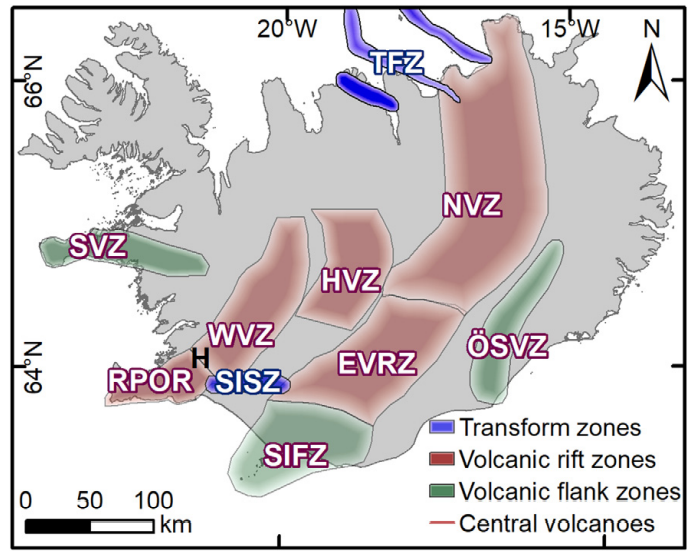 20°W
15°W
N
TFZ
66°N
NVZ
SVZ
HVZ
WVZ
H
ÖSVZ
64°N
EVRZ
RPOR
SISZ
SIFZ
Transform zones
Volcanic rift zones
Volcanic flank zones
Central volcanoes
0 50 100
km